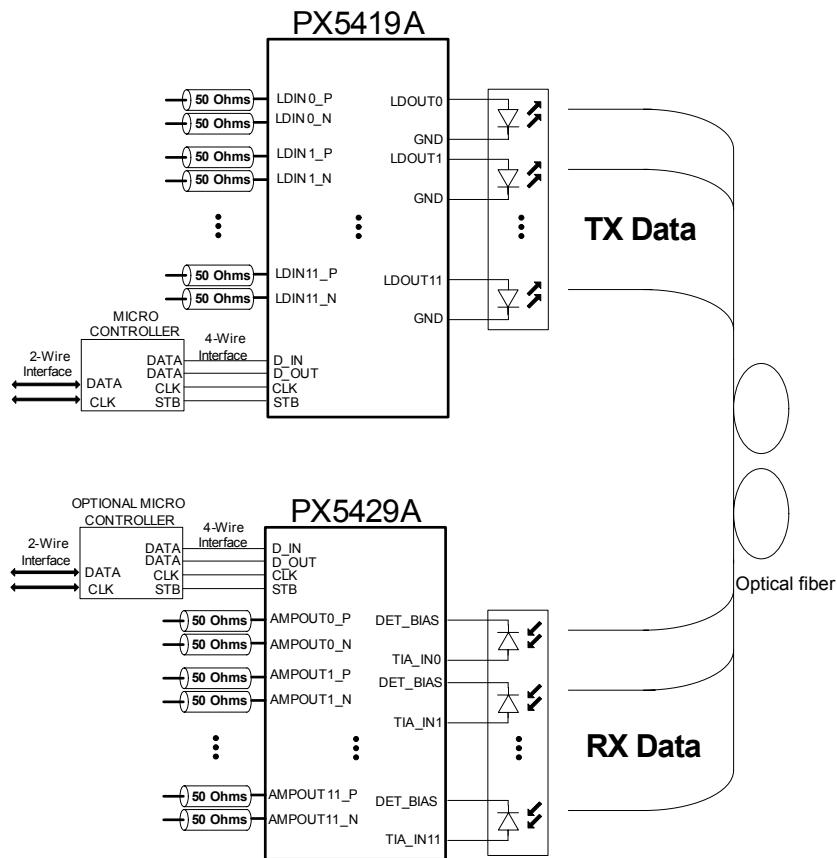 PX5419A
50 Ohms
LDIN0_P
50 Ohms
LDIN0_N
50 Ohms
LDIN1_P
50 Ohms
LDIN1_N
50 Ohms
LDIN11_P
50 Ohms
LDIN11_N
LDOUT0
GND
LDOUT1
GND
LDOUT11
GND
TX Data
MICRO
CONTROLLER
2-Wire
Interface
DATA
CLK
DATA
DATA
CLK
STB
4-Wire
Interface
D_IN
D_OUT
CLK
STB
Optical fiber
PX5429A
OPTIONAL MICRO
CONTROLLER
2-Wire
Interface
DATA
CLK
DATA
DATA
CLK
STB
4-Wire
Interface
D_IN
D_OUT
CLK
STB
50 Ohms
AMPOUT0_P
50 Ohms
AMPOUT0_N
50 Ohms
AMPOUT1_P
50 Ohms
AMPOUT1_N
50 Ohms
AMPOUT11_P
50 Ohms
AMPOUT11_N
DET_BIAS
TIA_IN0
DET_BIAS
TIA_IN1
DET_BIAS
TIA_IN11
RX Data